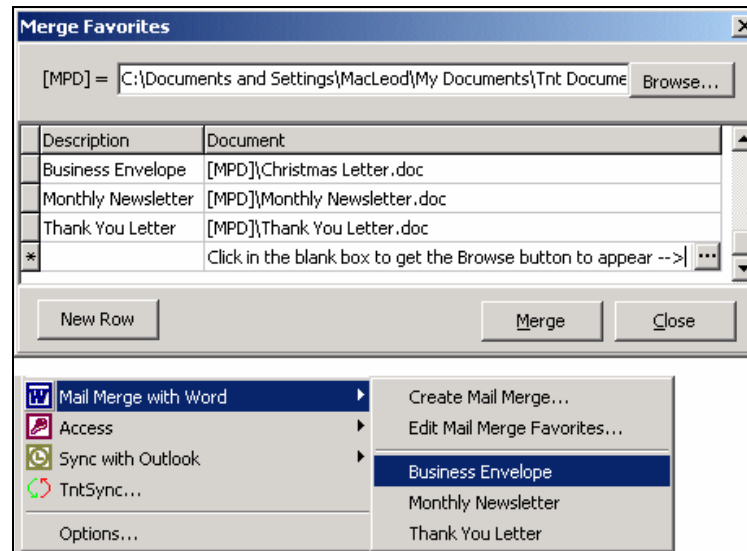 Merge Favorites
[MPD] = C:\Documents and Settings\MacLeod\My Documents\Tnt Docume Browse...
Description Document
Business Envelope [MPD]\Christmas Letter.doc
Monthly Newsletter [MPD]\Monthly Newsletter.doc
Thank You Letter [MPD]\Thank You Letter.doc
* Click in the blank box to get the Browse button to appear --> ...
New Row Merge Close
Mail Merge with Word Create Mail Merge...
Access Edit Mail Merge Favorites...
Sync with Outlook Business Envelope
TntSync... Monthly Newsletter
Options... Thank You Letter